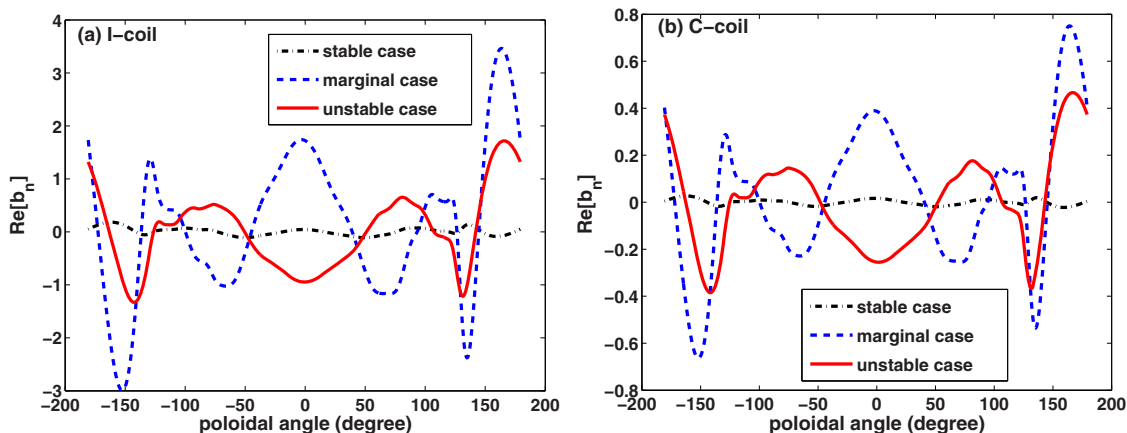 (a) I−coil
stable case
marginal case
unstable case
4
3
2
1
0
−1
−2
−3
Re[b_n]
−200 −150 −100 −50 0 50 100 150 200
poloidal angle (degree)
(b) C−coil
stable case
marginal case
unstable case
0.8
0.6
0.4
0.2
0
−0.2
−0.4
−0.6
−0.8
Re[b_n]
−200 −150 −100 −50 0 50 100 150 200
poloidal angle (degree)